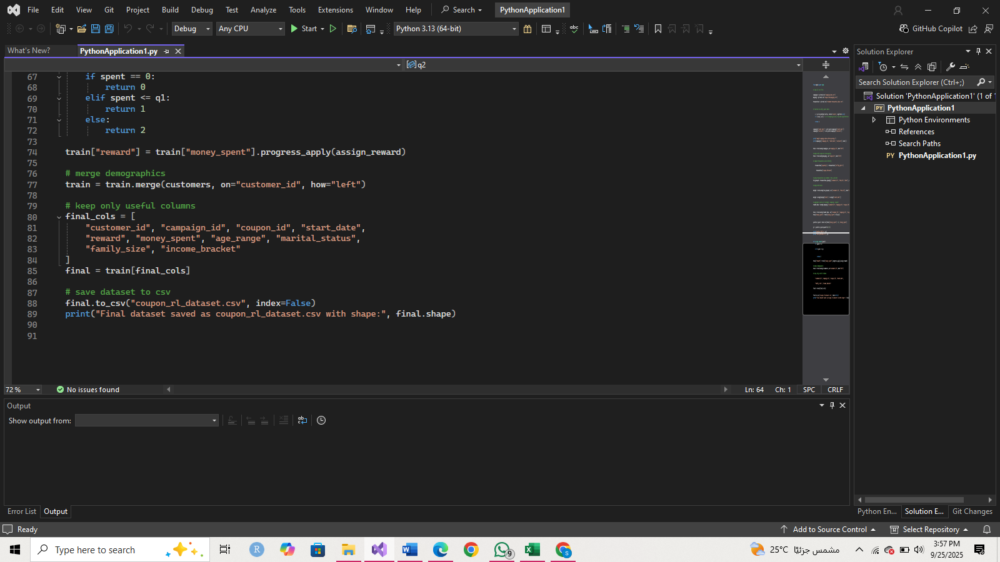 File Edit View Git Project Build Debug Test Analyze Tools Extensions Window Help Search PythonApplication1
Debug Any CPU Start Python 3.13 (64-bit) abc GitHub Copilot
What's New? PythonApplication1.py
q2
67 if spent == 0:
68 return 0
69 elif spent <= q1:
70 return 1
71 else:
72 return 2
73
74 train["reward"] = train["money_spent"].progress_apply(assign_reward)
75
76 # merge demographics
77 train = train.merge(customers, on="customer_id", how="left")
78
79 # keep only useful columns
80 final_cols = [
81 "customer_id", "campaign_id", "coupon_id", "start_date",
82 "reward", "money_spent", "age_range", "marital_status",
83 "family_size", "income_bracket"
84 ]
85 final = train[final_cols]
86
87 # save dataset to csv
88 final.to_csv("coupon_rl_dataset.csv", index=False)
89 print("Final dataset saved as coupon_rl_dataset.csv with shape:", final.shape)
90
91
72 % No issues found Ln: 64 Ch: 1 SPC CRLF
Output
Show output from:
Error List Output
Solution Explorer
Search Solution Explorer (Ctrl+;)
Solution 'PythonApplication1' (1 of 1
PY PythonApplication1
Python Environments
References
Search Paths
PY PythonApplication1.py
Python En... Solution E... Git Changes
Ready Add to Source Control Select Repository
Type here to search
9
25°C مشمس جزئيًا
3:57 PM
9/25/2025